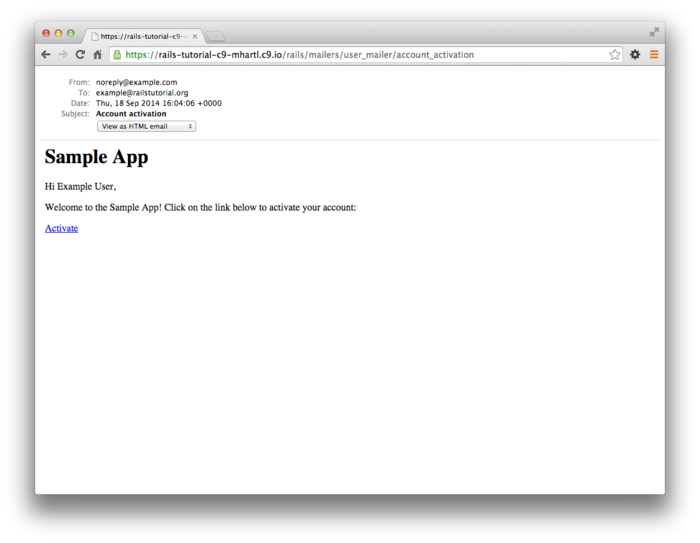 https://rails-tutorial-c9-m
https://rails-tutorial-c9-mhartl.c9.io/rails/mailers/user_mailer/account_activation
From: noreply@example.com
To: example@railstutorial.org
Date: Thu, 18 Sep 2014 16:04:06 +0000
Subject: Account activation
View as HTML email
Sample App
Hi Example User,
Welcome to the Sample App! Click on the link below to activate your account:
Activate